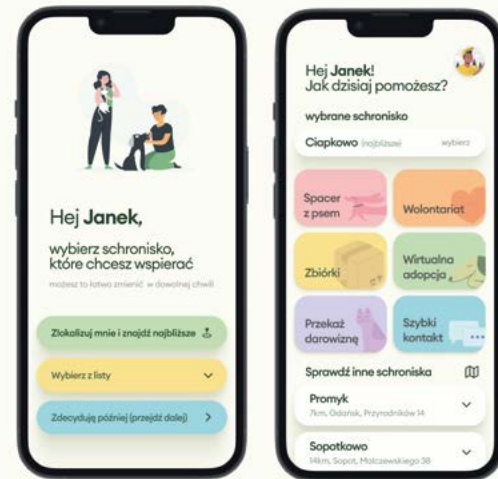 Hej Janek,
wybierz schronisko,
które chcesz wspierać
możesz to łatwo zmienić w dowolnej chwili
Zlokalizuj mnie i znajdź najbliższe
Wybierz z listy
Zdecyduję później (przejdź dalej)
Hej Janek!
Jak dzisiaj pomożesz?
wybrane schronisko
Ciapkowo (najbliższe) wybierz
Spacer
z psem
Wolontariat
Zbiórki
Wirtualna
adopcja
Przekaż
darowiznę
Szybki
kontakt
Sprawdź inne schroniska
Promyk
7km, Gdańsk, Przyrodników 14
Sopotkowo
14km, Sopot, Malczewskiego 38